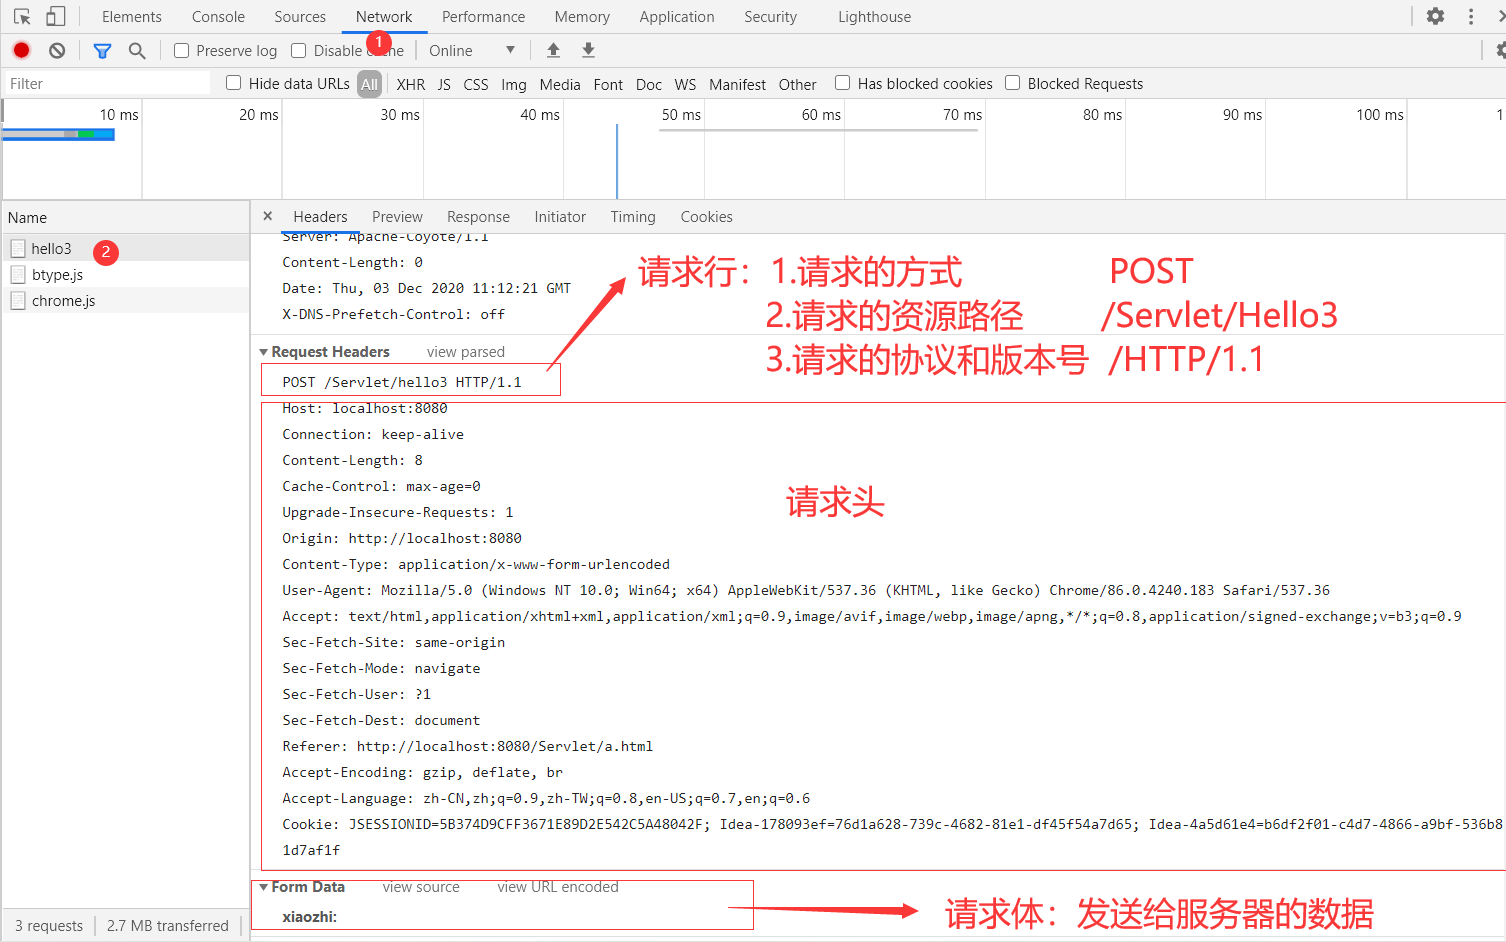 Elements Console Sources Network Performance Memory Application Security Lighthouse
1
Preserve log Disable cache Online
Filter Hide data URLs All XHR JS CSS Img Media Font Doc WS Manifest Other Has blocked cookies Blocked Requests
10 ms 20 ms 30 ms 40 ms 50 ms 60 ms 70 ms 80 ms 90 ms 100 ms 1
Name × Headers Preview Response Initiator Timing Cookies
hello3 2
btype.js
chrome.js
Server: Apache-Coyote/1.1
Content-Length: 0
Date: Thu, 03 Dec 2020 11:12:21 GMT
X-DNS-Prefetch-Control: off
请求行：1.请求的方式 POST
2.请求的资源路径 /Servlet/Hello3
3.请求的协议和版本号 /HTTP/1.1
Request Headers view parsed
POST /Servlet/hello3 HTTP/1.1
Host: localhost:8080
Connection: keep-alive
Content-Length: 8
Cache-Control: max-age=0
请求头
Upgrade-Insecure-Requests: 1
Origin: http://localhost:8080
Content-Type: application/x-www-form-urlencoded
User-Agent: Mozilla/5.0 (Windows NT 10.0; Win64; x64) AppleWebKit/537.36 (KHTML, like Gecko) Chrome/86.0.4240.183 Safari/537.36
Accept: text/html,application/xhtml+xml,application/xml;q=0.9,image/avif,image/webp,image/apng,*/*;q=0.8,application/signed-exchange;v=b3;q=0.9
Sec-Fetch-Site: same-origin
Sec-Fetch-Mode: navigate
Sec-Fetch-User: ?1
Sec-Fetch-Dest: document
Referer: http://localhost:8080/Servlet/a.html
Accept-Encoding: gzip, deflate, br
Accept-Language: zh-CN,zh;q=0.9,zh-TW;q=0.8,en-US;q=0.7,en;q=0.6
Cookie: JSESSIONID=5B374D9CFF3671E89D2E542C5A48042F; Idea-178093ef=76d1a628-739c-4682-81e1-df45f54a7d65; Idea-4a5d61e4=b6df2f01-c4d7-4866-a9bf-536b8
1d7af1f
Form Data view source view URL encoded
xiaozhi:
请求体：发送给服务器的数据
3 requests 2.7 MB transferred